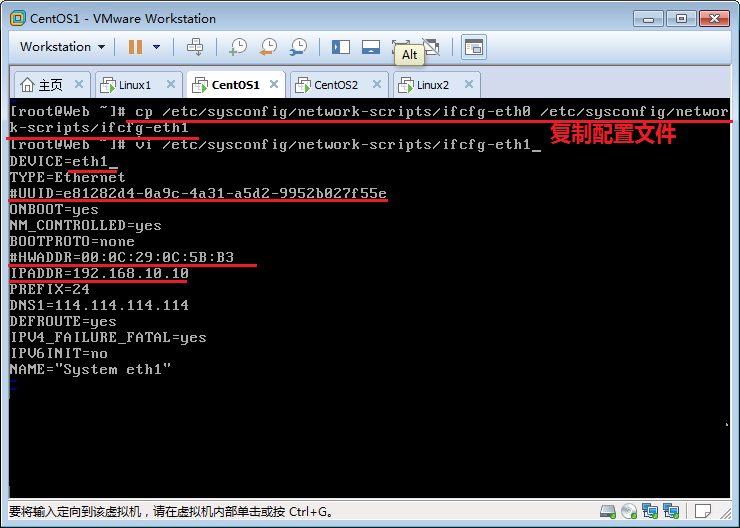 CentOS1 - VMware Workstation
Workstation
Alt
主页
Linux1
CentOS1
CentOS2
Linux2
[root@Web ~]# cp /etc/sysconfig/network-scripts/ifcfg-eth0 /etc/sysconfig/networ
k-scripts/ifcfg-eth1
复制配置文件
[root@Web ~]# vi /etc/sysconfig/network-scripts/ifcfg-eth1_
DEVICE=eth1_
TYPE=Ethernet
#UUID=e81282d4-0a9c-4a31-a5d2-9952b027f55e
ONBOOT=yes
NM_CONTROLLED=yes
BOOTPROTO=none
#HWADDR=00:0C:29:0C:5B:B3
IPADDR=192.168.10.10
PREFIX=24
DNS1=114.114.114.114
DEFROUTE=yes
IPV4_FAILURE_FATAL=yes
IPV6INIT=no
NAME="System eth1"
~
要将输入定向到该虚拟机，请在虚拟机内部单击或按 Ctrl+G。